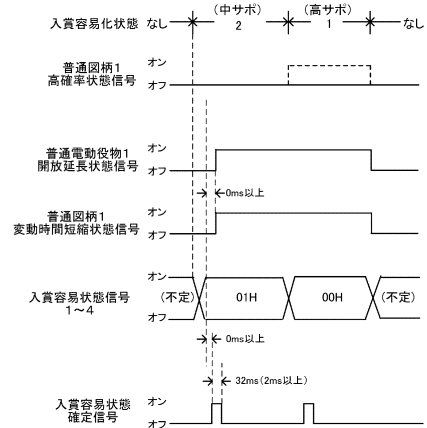 (中サポ) (高サポ)
入賞容易化状態 なし 2 1 なし
普通図柄1
高確率状態信号
オン
オフ
普通電動役物1
開放延長状態信号
オン
オフ
0ms以上
普通図柄1
変動時間短縮状態信号
オン
オフ
入賞容易状態信号
1～4
オン
(不定) 01H 00H (不定)
オフ
0ms以上
32ms(2ms以上)
入賞容易状態
確定信号
オン
オフ